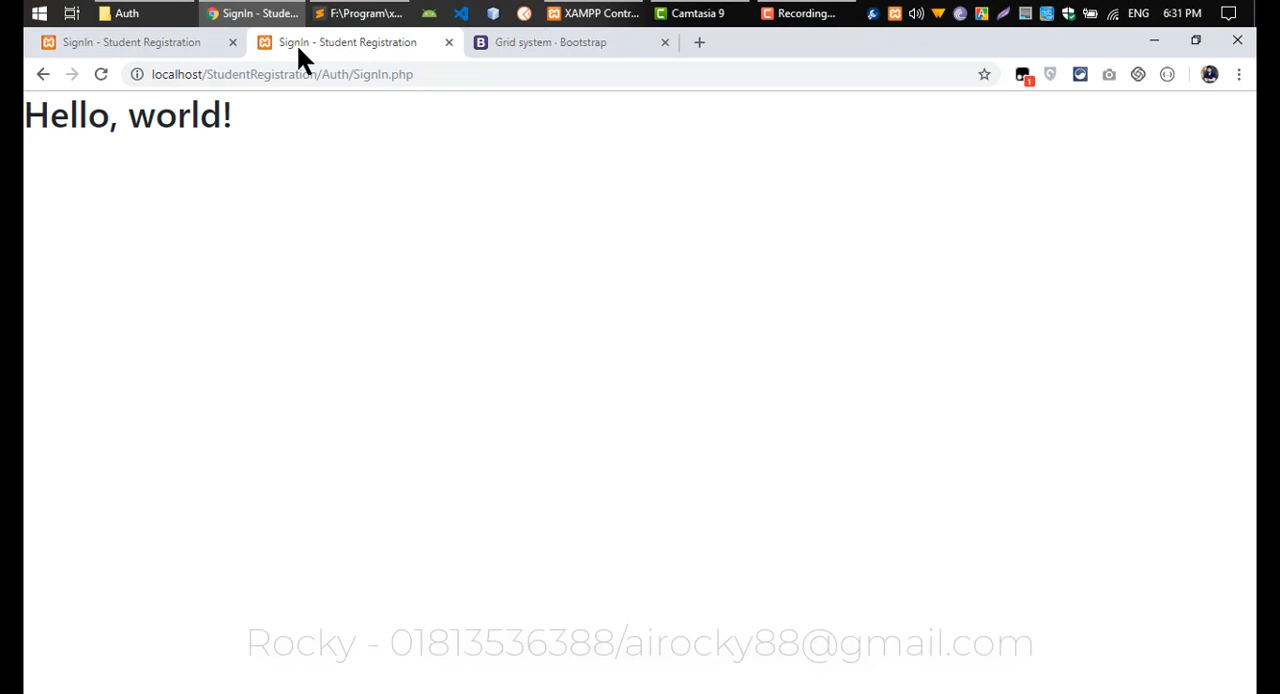 Auth
SignIn - Stude...
F:\Program\x...
XAMPP Contr...
Camtasia 9
Recording...
ENG
6:31 PM
SignIn - Student Registration
SignIn - Student Registration
B
Grid system · Bootstrap
localhost/StudentRegistration/Auth/SignIn.php
1
Hello, world!
Rocky - 01813536388/airocky88@gmail.com